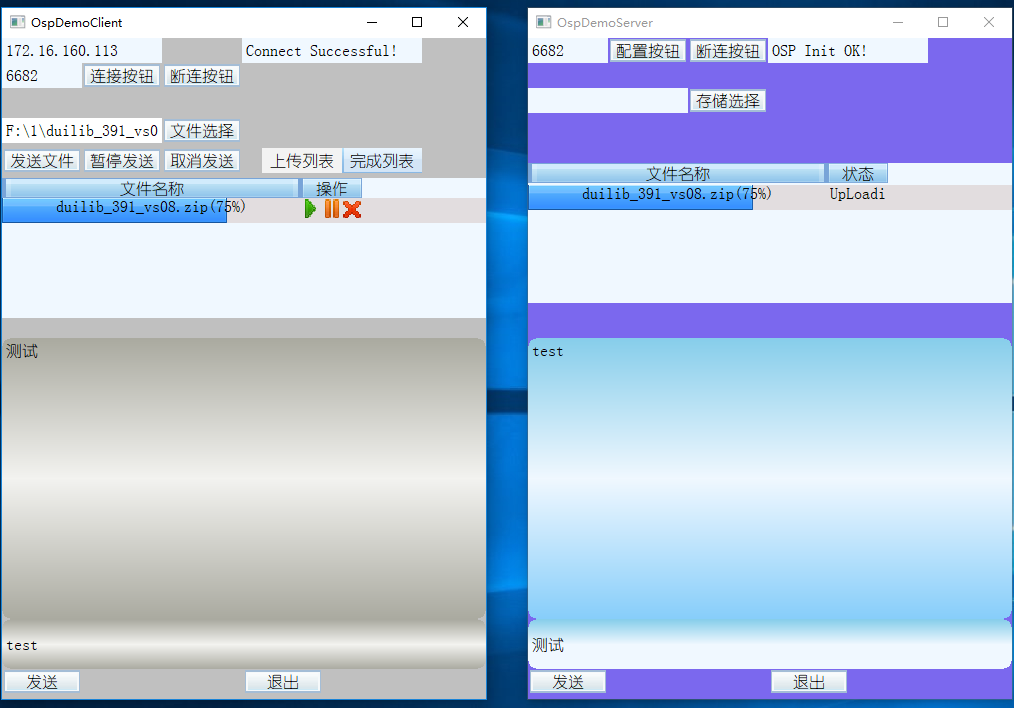 OspDemoClient
172.16.160.113
Connect Successful!
6682
连接按钮
断连按钮
F:\1\duilib_391_vs0
文件选择
发送文件
暂停发送
取消发送
上传列表
完成列表
文件名称
操作
duilib_391_vs08.zip(75%)
测试
test
发送
退出
OspDemoServer
6682
配置按钮
断连按钮
OSP Init OK!
存储选择
文件名称
状态
duilib_391_vs08.zip(75%)
UpLoadi
test
测试
发送
退出